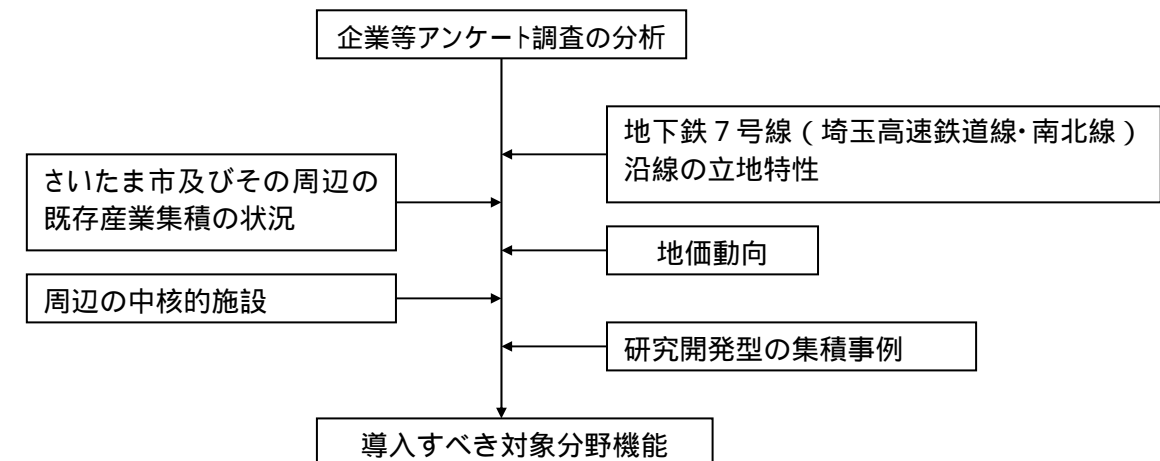 企業等アンケート調査の分析
地下鉄７号線（埼玉高速鉄道線・南北線）
沿線の立地特性
さいたま市及びその周辺の
既存産業集積の状況
地価動向
周辺の中核的施設
研究開発型の集積事例
導入すべき対象分野機能